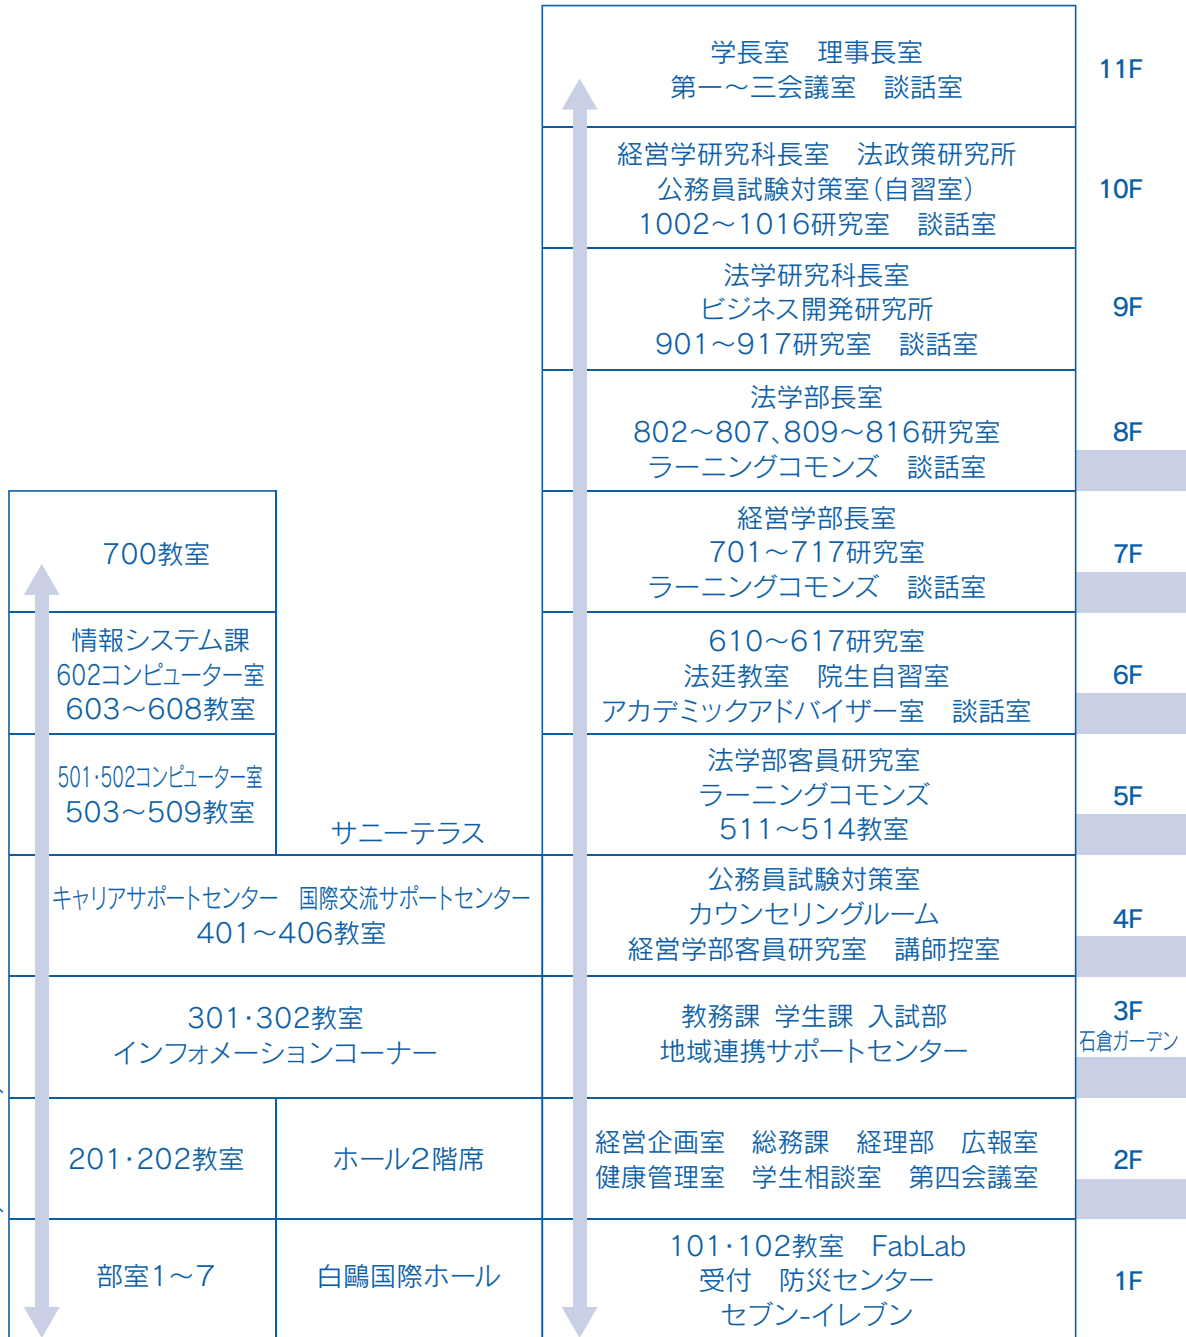 学長室　理事長室
第一～三会議室　談話室
11F
経営学研究科長室　法政策研究所
公務員試験対策室（自習室）
1002～1016研究室　談話室
10F
法学研究科長室
ビジネス開発研究所
901～917研究室　談話室
9F
法学部長室
802～807、809～816研究室
ラーニングコモンズ　談話室
8F
700教室
経営学部長室
701～717研究室
ラーニングコモンズ　談話室
7F
情報システム課
602コンピューター室
603～608教室
610～617研究室
法廷教室　院生自習室
アカデミックアドバイザー室　談話室
6F
501・502コンピューター室
503～509教室
サニーテラス
法学部客員研究室
ラーニングコモンズ
511～514教室
5F
キャリアサポートセンター　国際交流サポートセンター
401～406教室
公務員試験対策室
カウンセリングルーム
経営学部客員研究室　講師控室
4F
301・302教室
インフォメーションコーナー
教務課 学生課 入試部
地域連携サポートセンター
3F
石倉ガーデン
201・202教室
ホール2階席
経営企画室　総務課　経理部　広報室
健康管理室　学生相談室　第四会議室
2F
部室1～7
白鷗国際ホール
101・102教室　FabLab
受付　防災センター
セブン-イレブン
1F